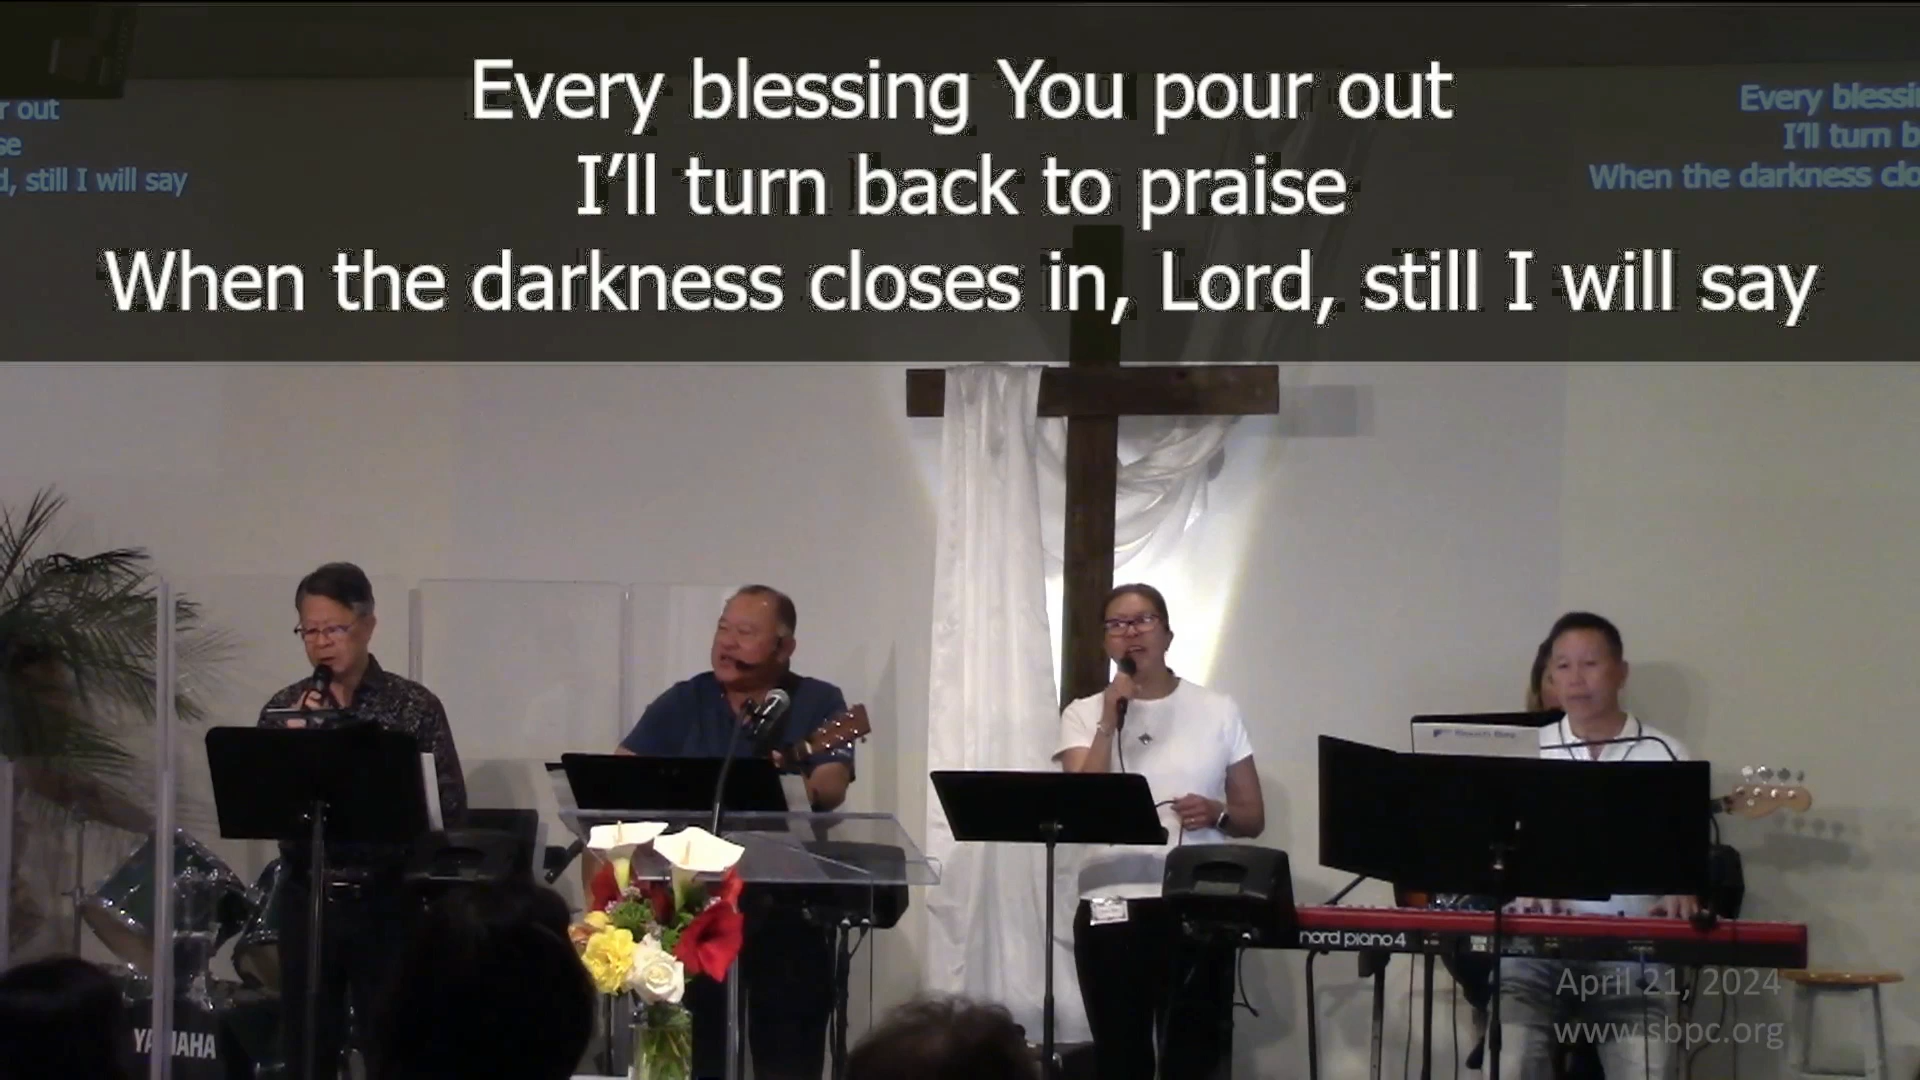 Every blessing You pour out
I'll turn back to praise
When the darkness closes in, Lord, still I will say
r out
se
d, still I will say
Every blessi
I'll turn b
When the darkness clo
nord piano 4
YAMAHA
April 21, 2024
www.sbpc.org